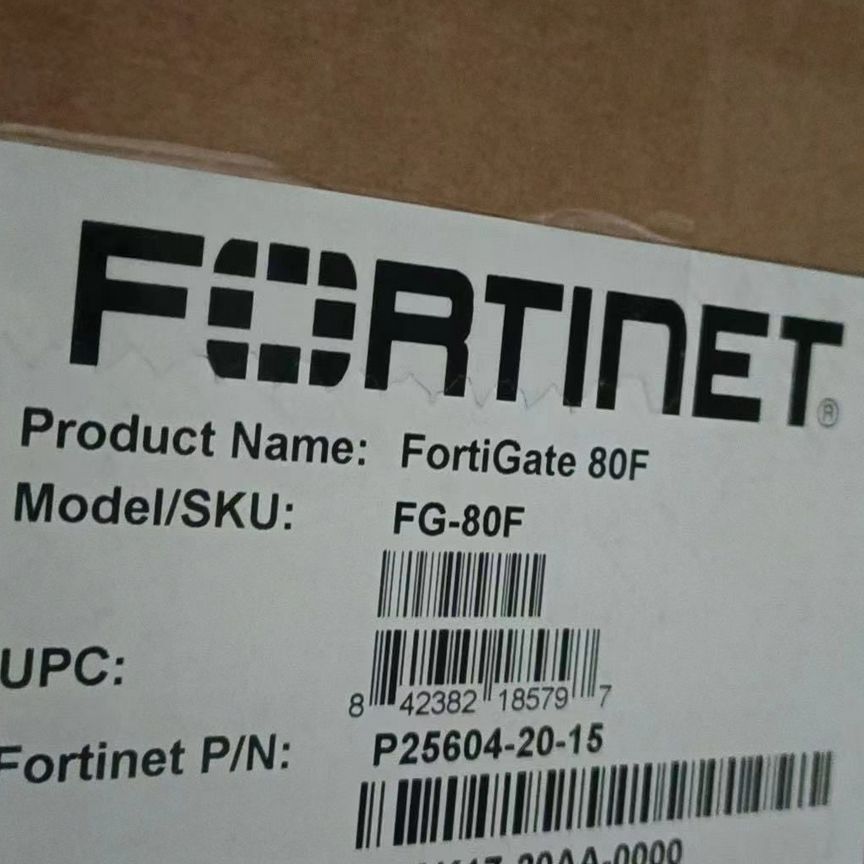 FORTINET®
Product Name: FortiGate 80F
Model/SKU: FG-80F
UPC:
8 42382 18579 7
Fortinet P/N: P25604-20-15